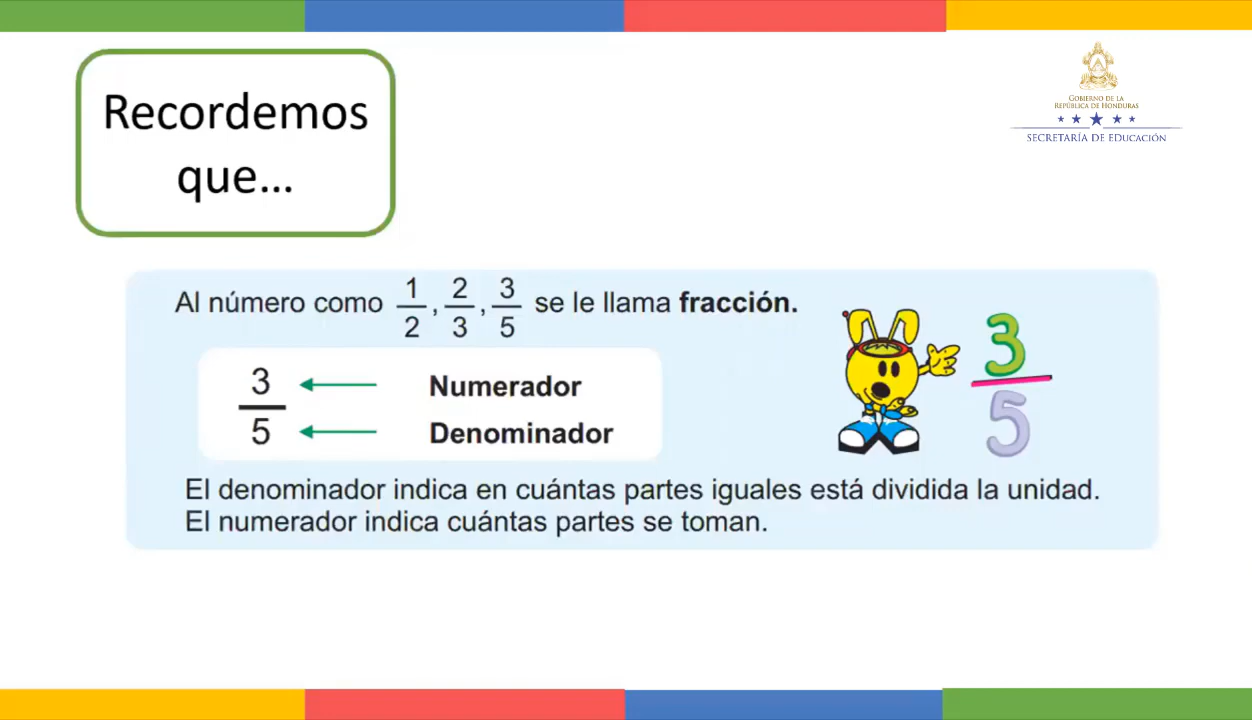 Recordemos
que...
GOBIERNO DE LA
REPÚBLICA DE HONDURAS
SECRETARÍA DE EDUCACIÓN
Al número como 1/2, 2/3, 3/5 se le llama fracción.
3/5
3 Numerador
5 Denominador
El denominador indica en cuántas partes iguales está dividida la unidad.
El numerador indica cuántas partes se toman.